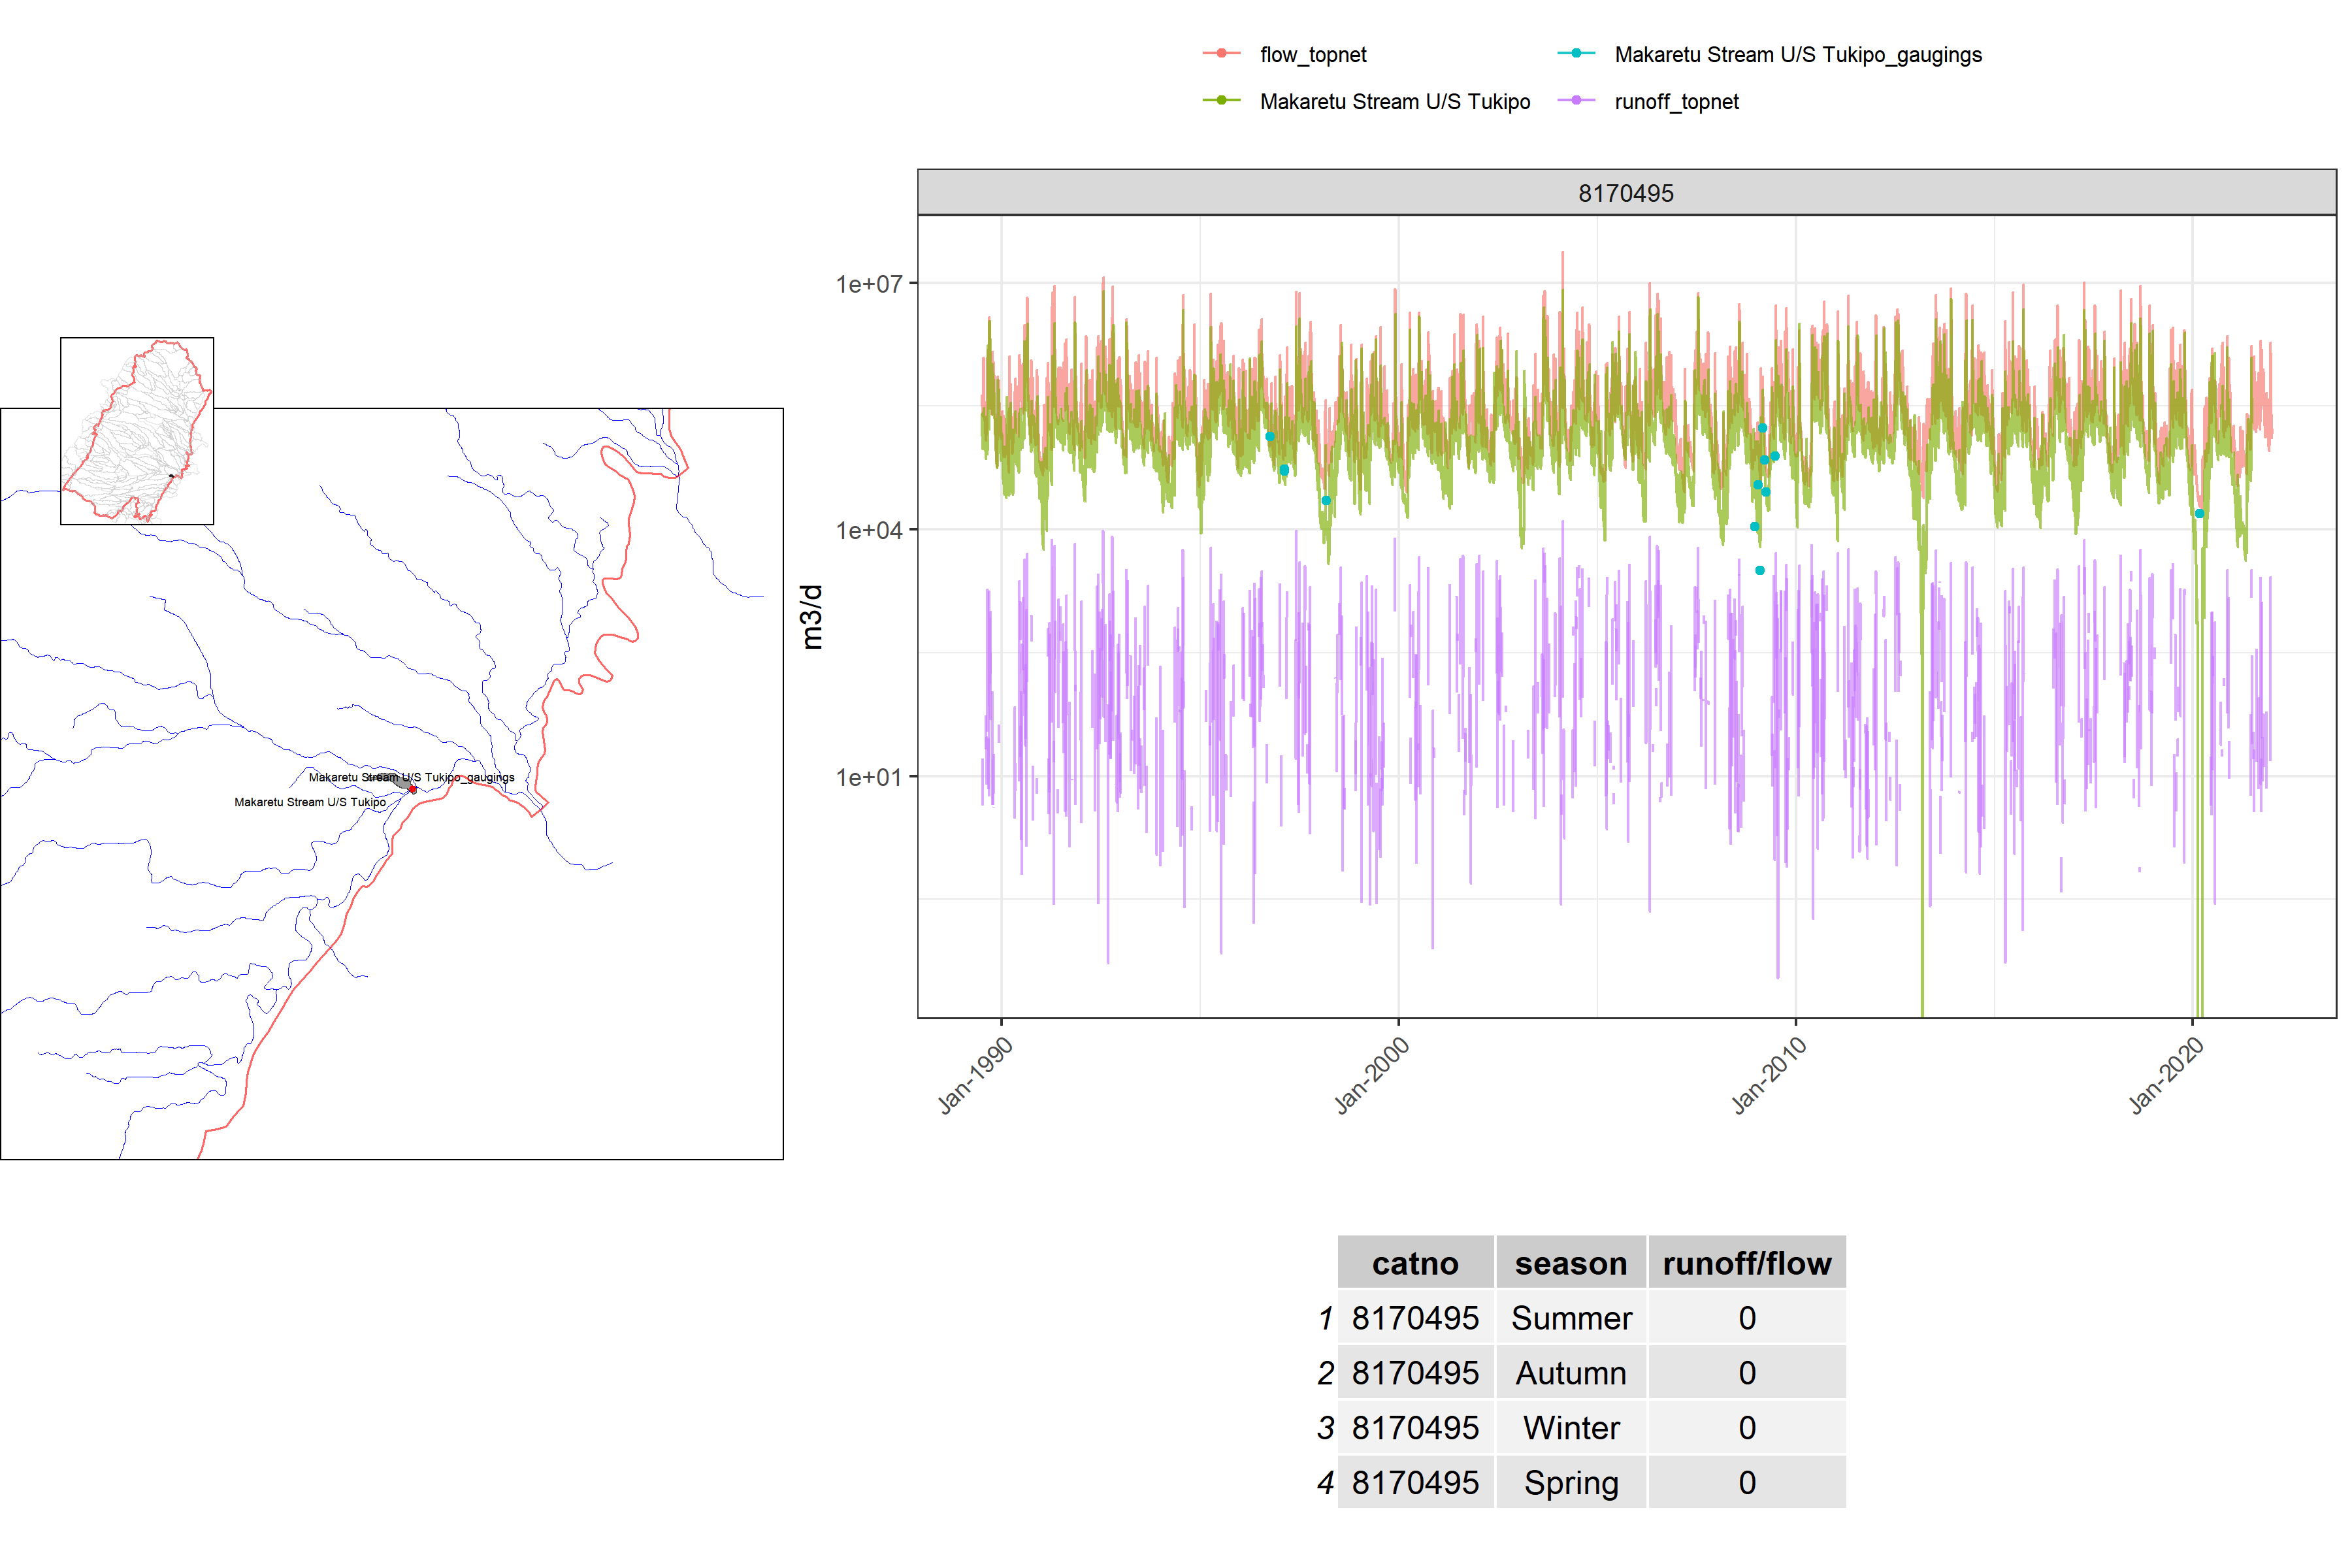 flow_topnet
Makaretu Stream U/S Tukipo_gaugings
Makaretu Stream U/S Tukipo
runoff_topnet
8170495
1e+07
1e+04
1e+01
m3/d
Jan-1990
Jan-2000
Jan-2010
Jan-2020
Makaretu Stream U/S Tukipo_gaugings
Makaretu Stream U/S Tukipo
catno season runoff/flow
1 8170495 Summer 0
2 8170495 Autumn 0
3 8170495 Winter 0
4 8170495 Spring 0